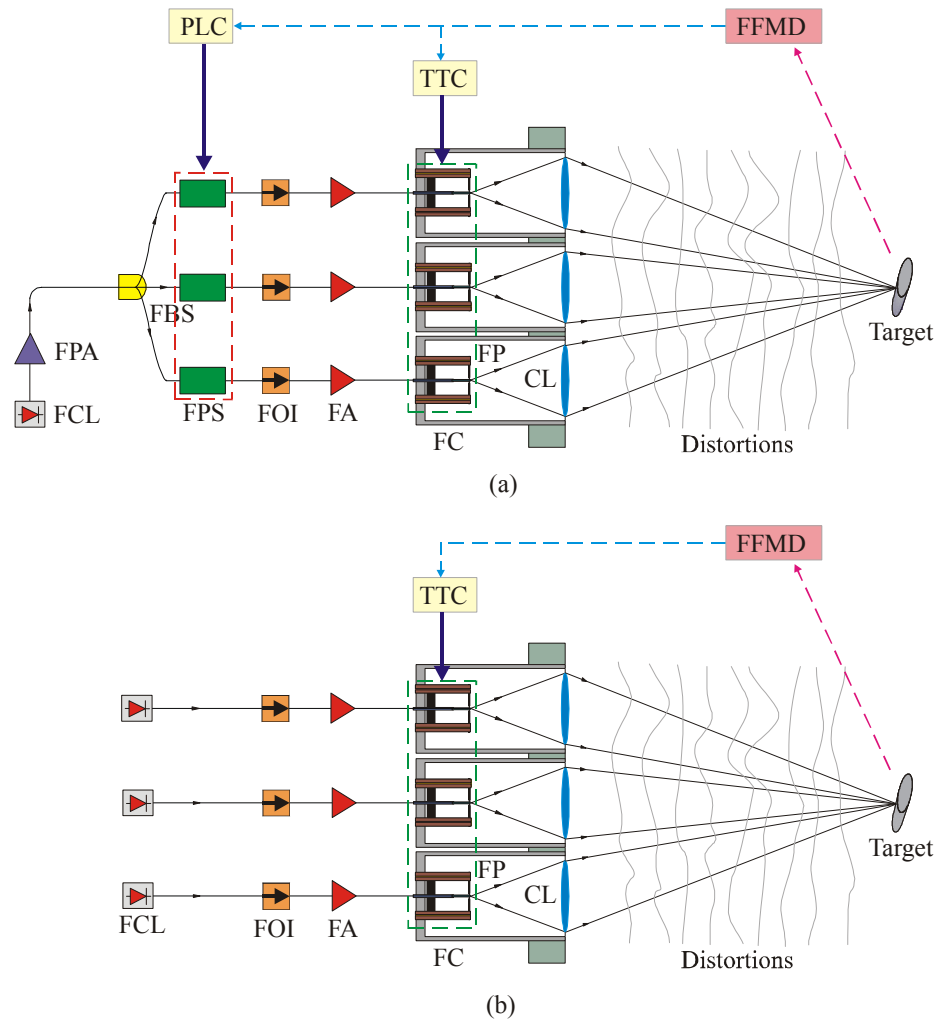 PLC
FFMD
TTC
FBS
FPA
FP
Target
CL
FCL
FPS
FOI
FA
FC
Distortions
(a)
FFMD
TTC
FP
Target
CL
FCL
FOI
FA
FC
Distortions
(b)